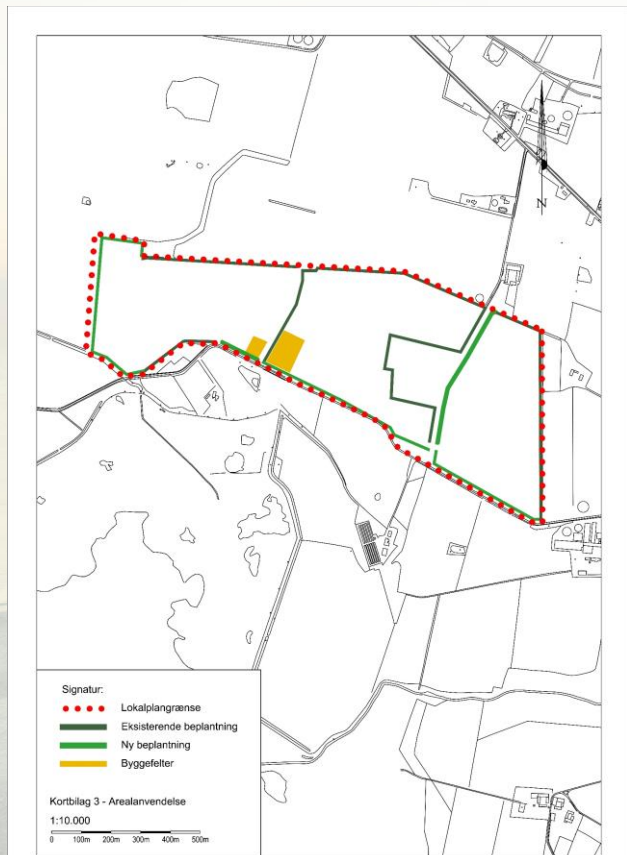 N
Signatur:
Lokalplangrænse
Eksisterende beplantning
Ny beplantning
Byggefelter
Kortbilag 3 - Arealanvendelse
1:10.000
0 100m 200m 300m 400m 500m